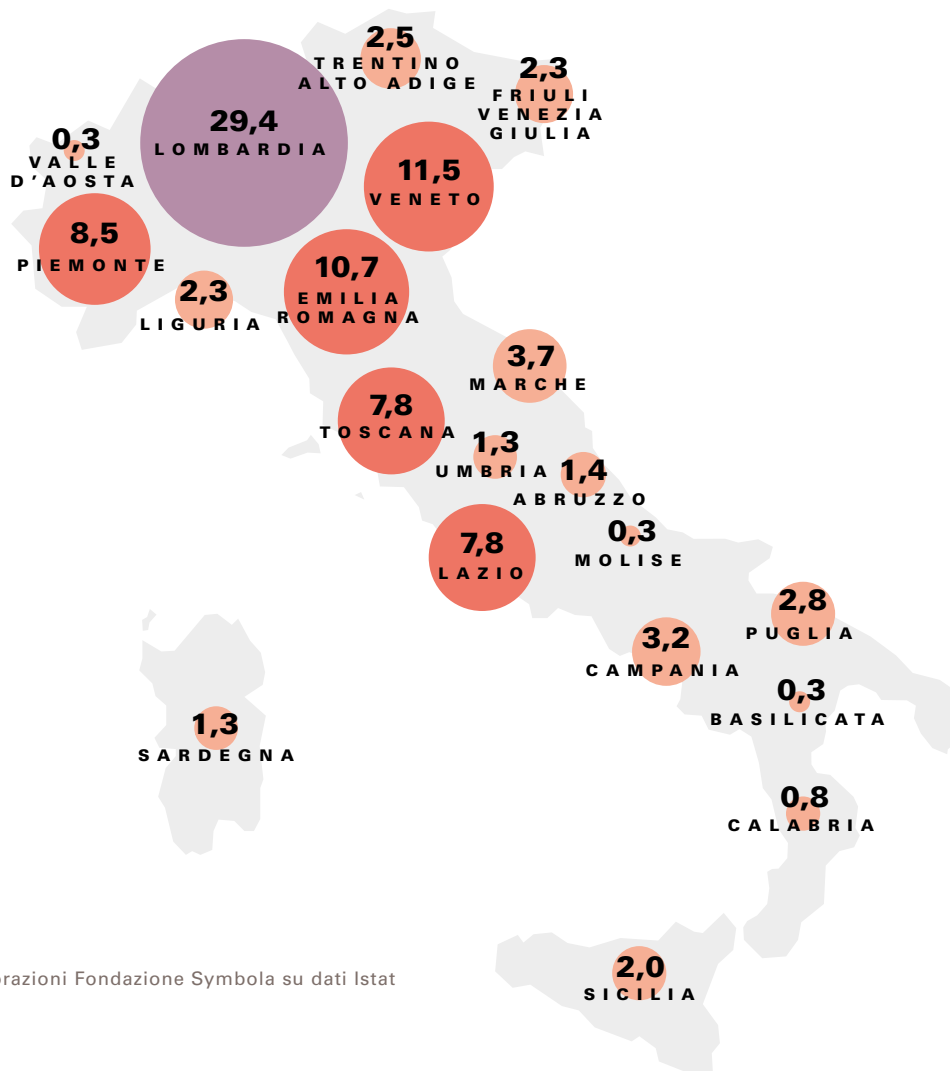 2,5
TRENTINO
ALTO ADIGE
2,3
FRIULI
VENEZIA
GIULIA
29,4
LOMBARDIA
0,3
VALLE
D'AOSTA
11,5
VENETO
8,5
PIEMONTE
10,7
EMILIA
ROMAGNA
2,3
LIGURIA
3,7
MARCHE
7,8
TOSCANA
1,3
UMBRIA
1,4
ABRUZZO
0,3
MOLISE
7,8
LAZIO
2,8
PUGLIA
3,2
CAMPANIA
0,3
BASILICATA
1,3
SARDEGNA
0,8
CALABRIA
2,0
SICILIA
orazioni Fondazione Symbola su dati Istat